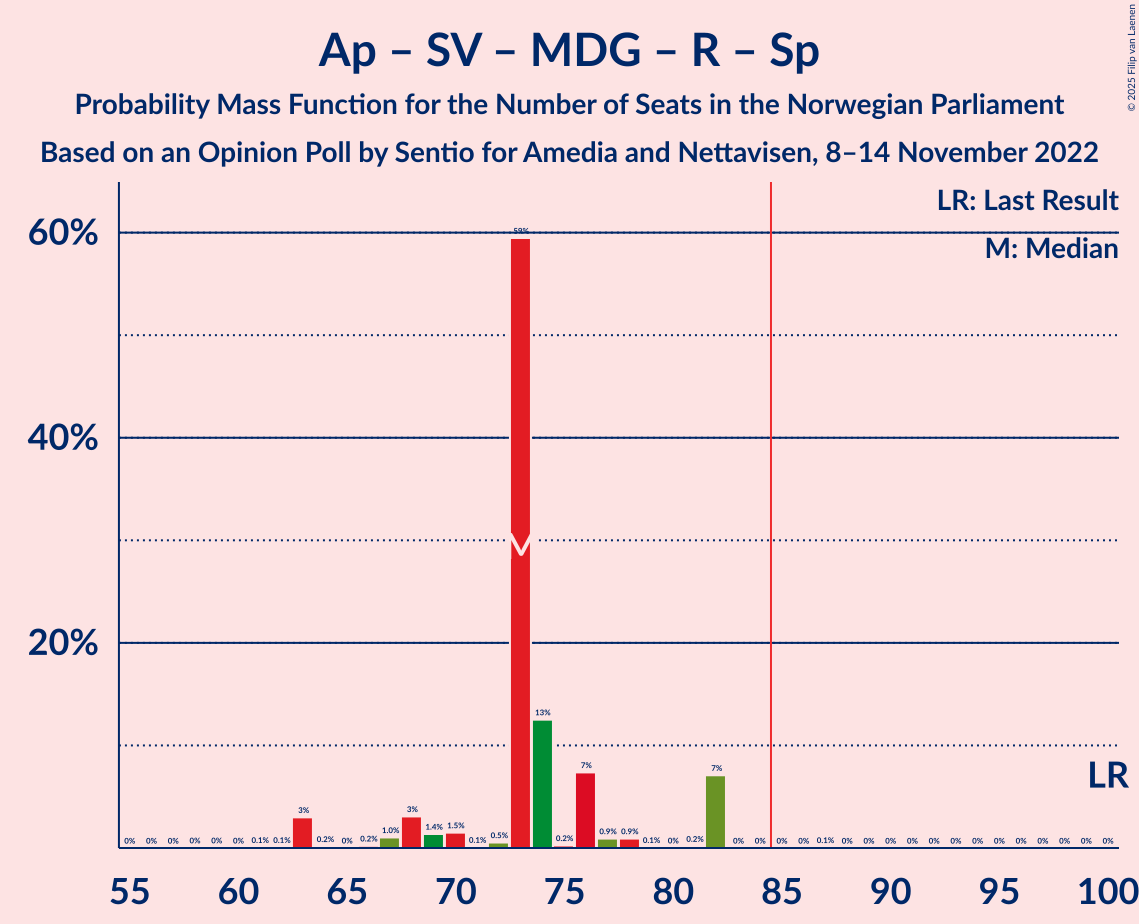 Ap – SV – MDG – R – Sp
Probability Mass Function for the Number of Seats in the Norwegian Parliament
Based on an Opinion Poll by Sentio for Amedia and Nettavisen, 8–14 November 2022
© 2025 Filip van Laenen
LR: Last Result
M: Median
60%
40%
20%
59%
13%
7%
7%
3%
3%
0% 0% 0% 0% 0% 0% 0.1% 0.1% 0.2% 0% 0.2% 1.0% 1.4% 1.5% 0.1% 0.5% 0.2% 0.9% 0.9% 0.1% 0% 0.2% 0% 0% 0% 0% 0.1% 0% 0% 0% 0% 0% 0% 0% 0% 0% 0% 0% 0% 0%
M
LR
55 60 65 70 75 80 85 90 95 100